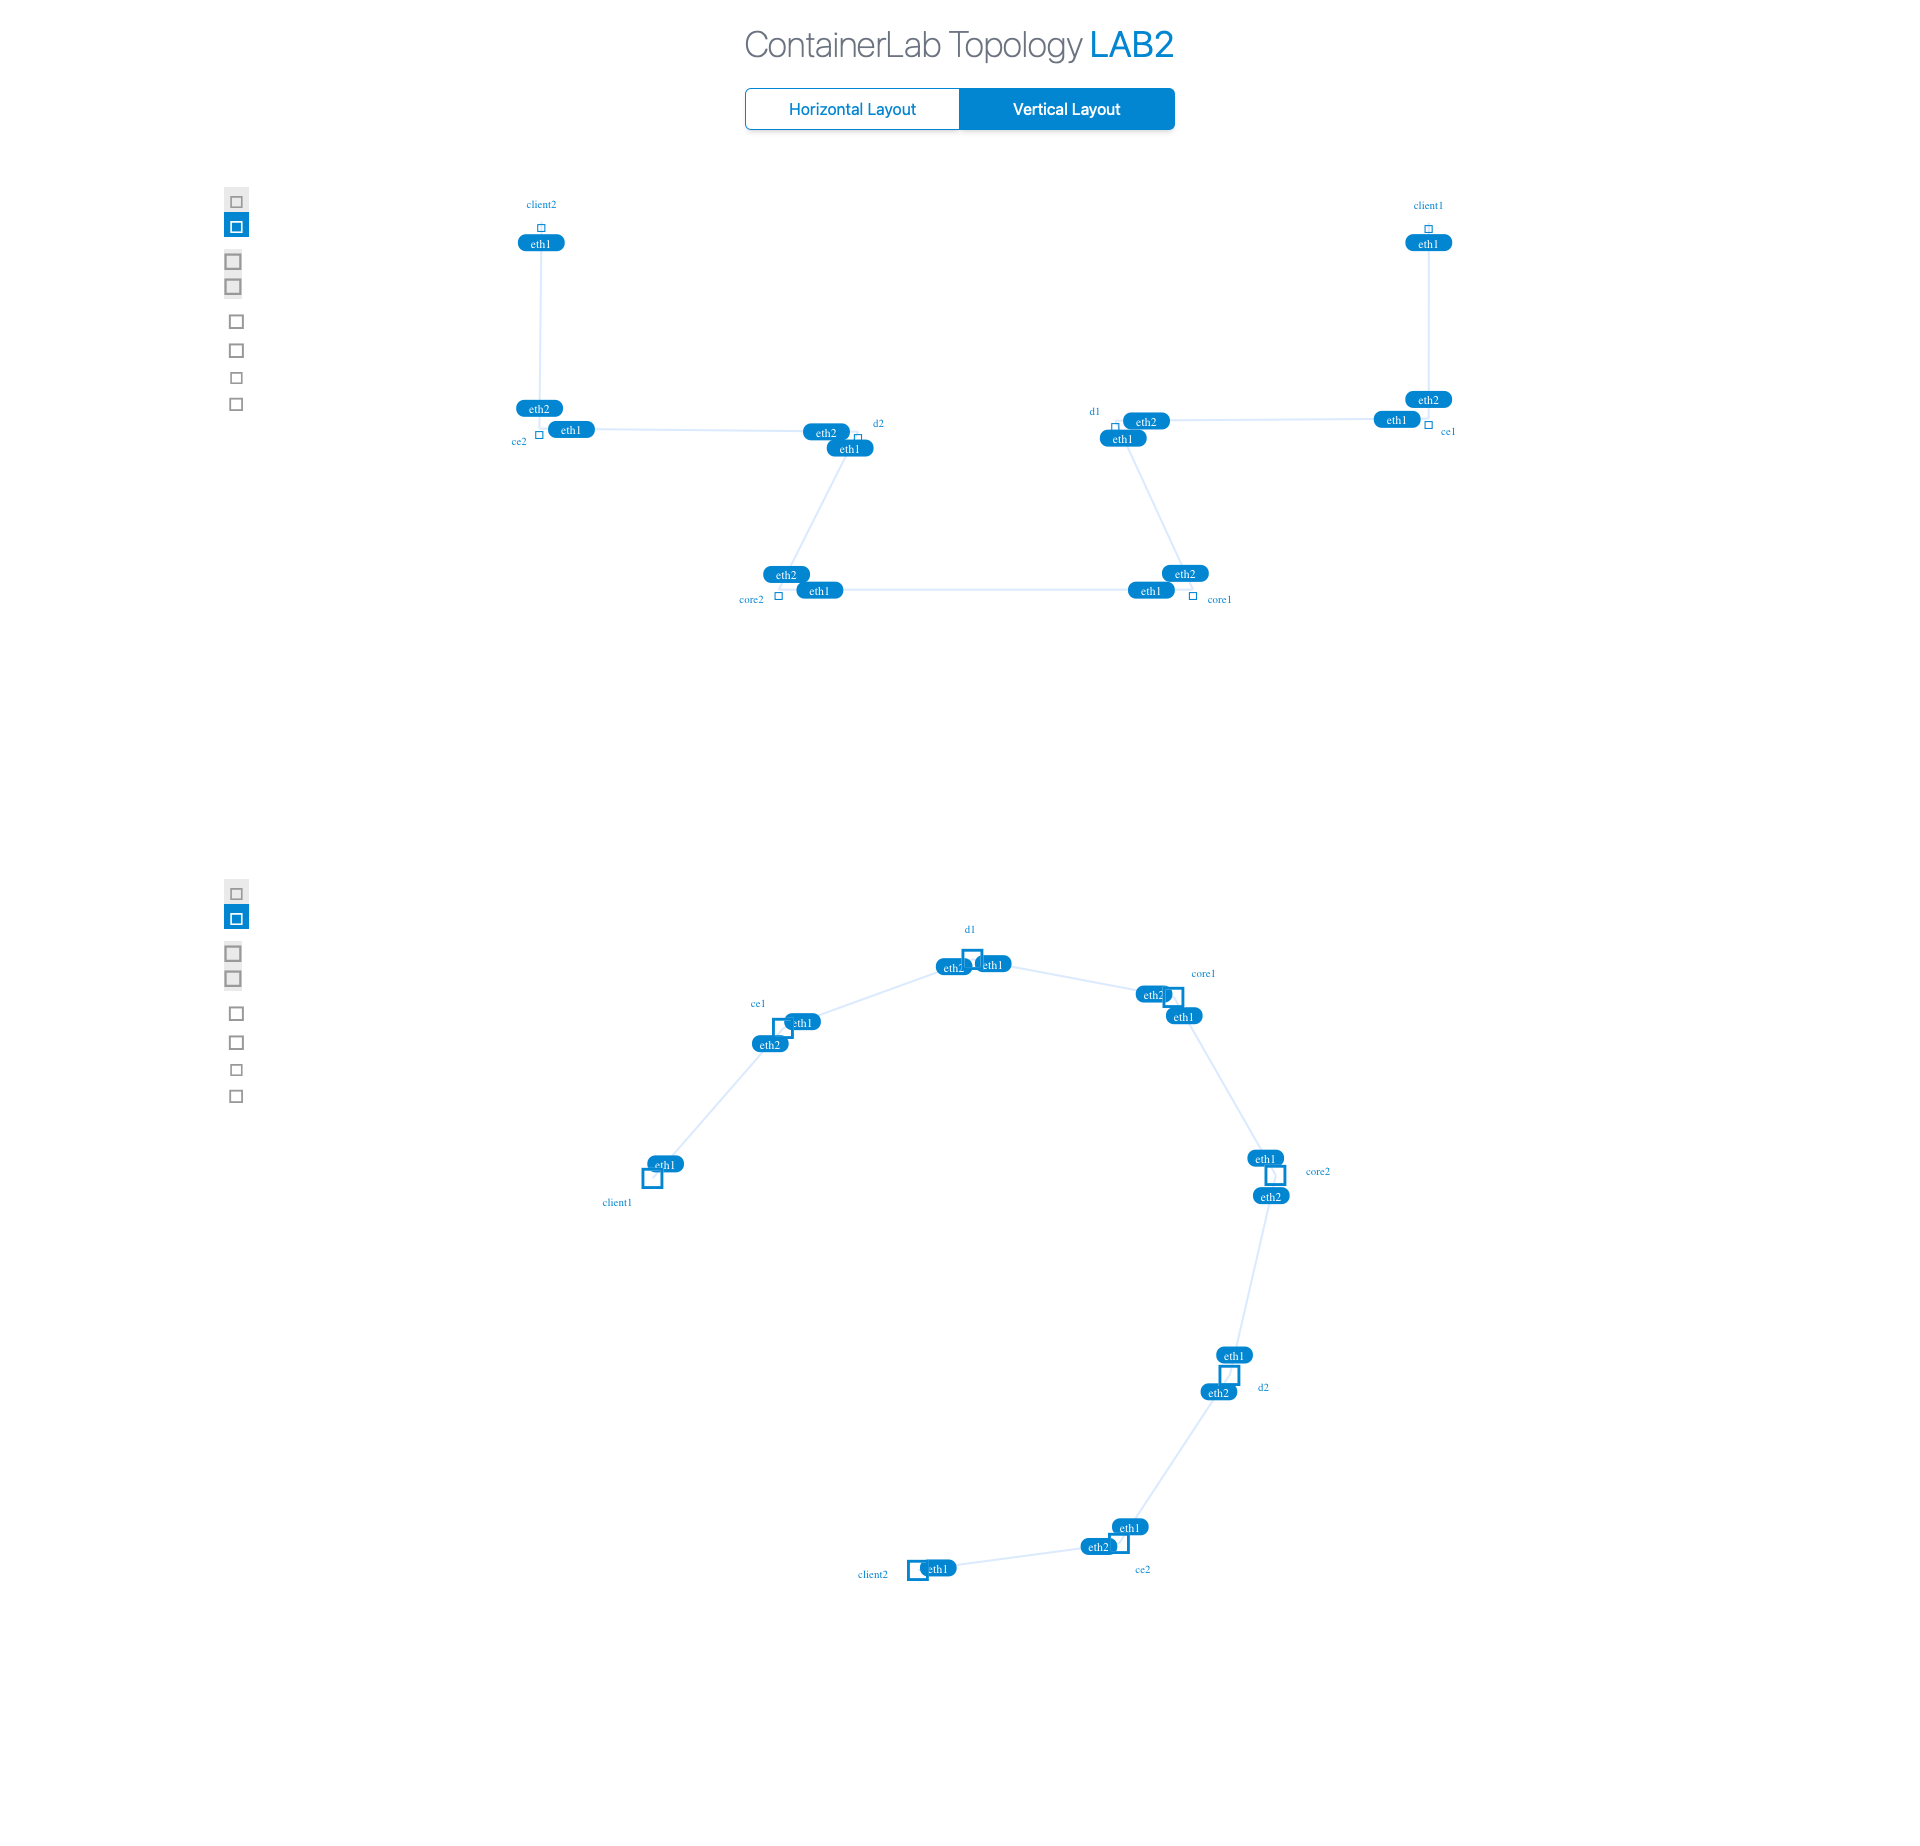 ContainerLab Topology LAB2
Horizontal Layout
Vertical Layout
client2
client1
eth1
eth1
eth2
eth2
d1
eth2
eth1
ce1
d2
eth1
eth2
ce2
eth1
eth1
eth2
eth2
eth1
eth1
core2
core1
d1
eth2
eth1
core1
eth2
ce1
eth1
eth1
eth2
eth1
eth1
core2
eth2
client1
eth1
d2
eth2
eth1
eth2
ce2
eth1
client2